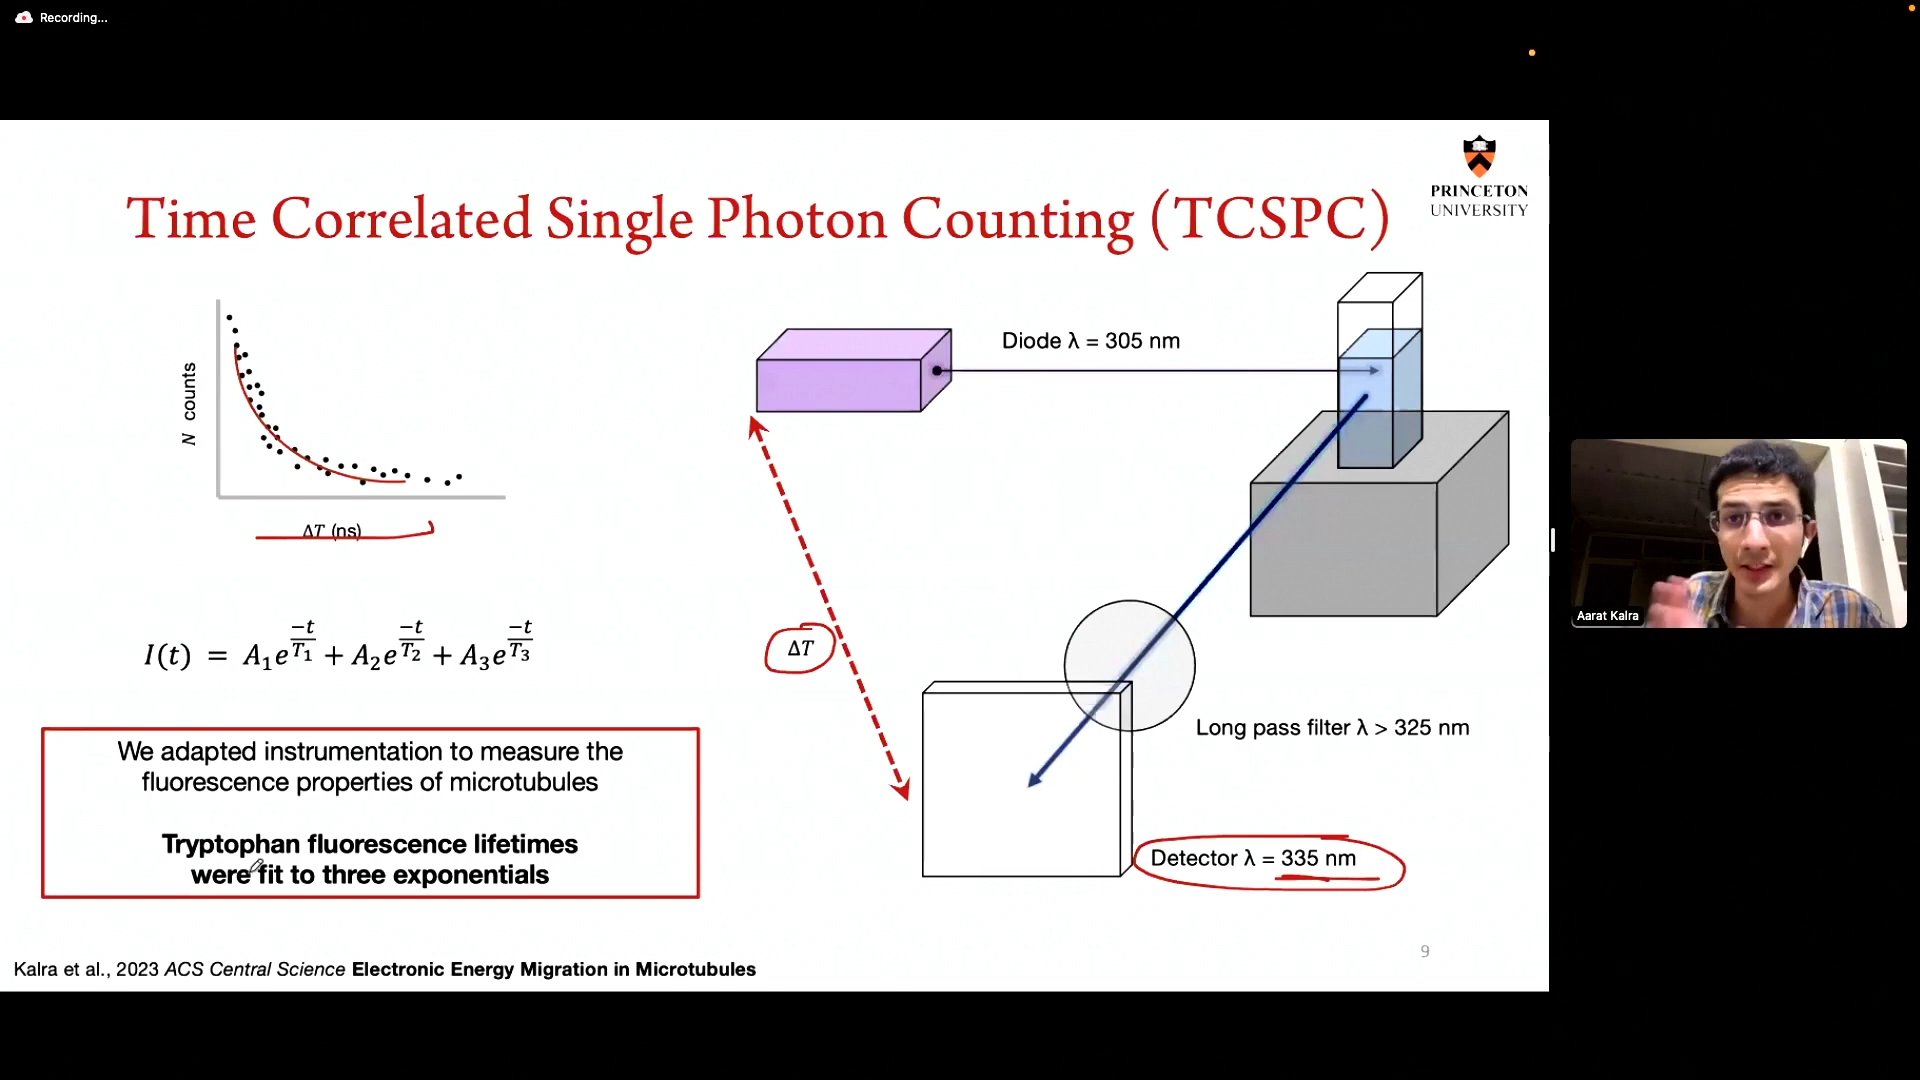 Recording...
PRINCETON
UNIVERSITY
Time Correlated Single Photon Counting (TCSPC)
N counts
ΔT (ns)
Diode λ = 305 nm
I(t) = A₁e^(-t/T₁) + A₂e^(-t/T₂) + A₃e^(-t/T₃)
ΔT
Long pass filter λ > 325 nm
Detector λ = 335 nm
We adapted instrumentation to measure the
fluorescence properties of microtubules
Tryptophan fluorescence lifetimes
were fit to three exponentials
9
Kalra et al., 2023 ACS Central Science Electronic Energy Migration in Microtubules
Aarat Kalra